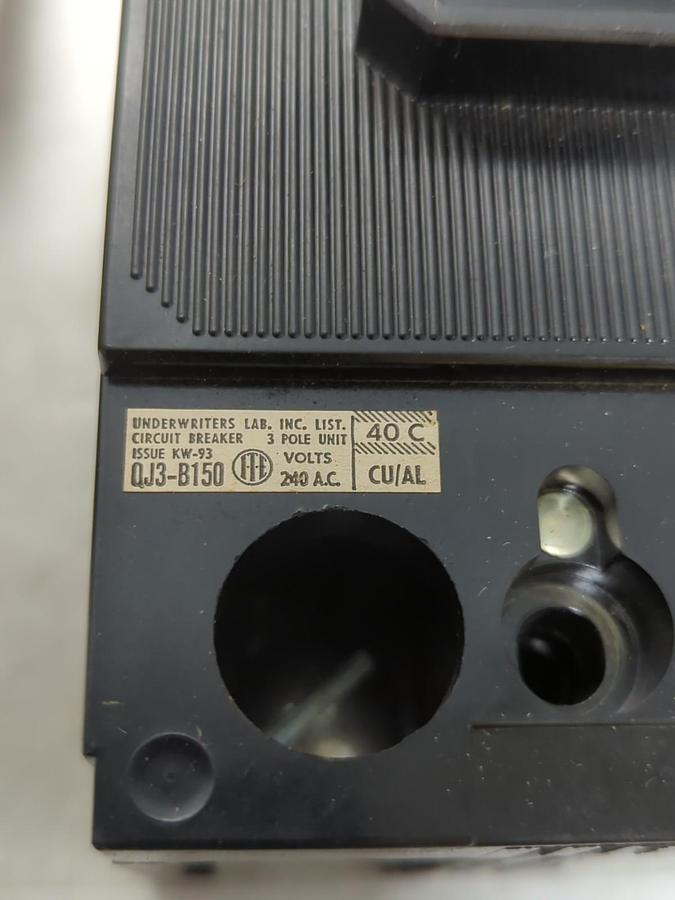 UNDERWRITERS LAB. INC. LIST.
CIRCUIT BREAKER 3 POLE UNIT
ISSUE KW-93
QJ3-B150 ITE VOLTS
240 A.C.
40 C
CU/AL